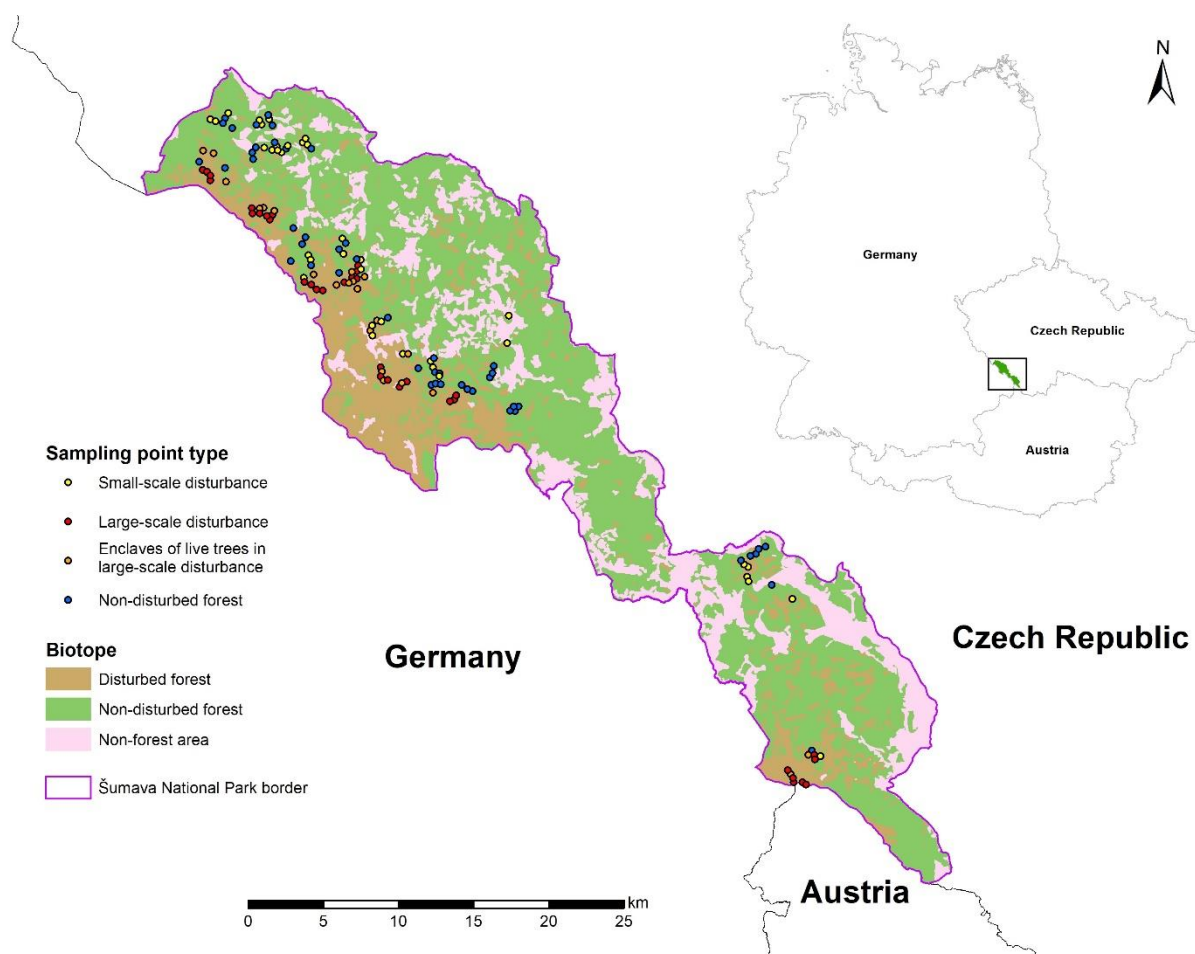 N
Germany
Czech Republic
Austria
Sampling point type
Small-scale disturbance
Large-scale disturbance
Enclaves of live trees in
large-scale disturbance
Non-disturbed forest
Biotope
Disturbed forest
Non-disturbed forest
Non-forest area
Šumava National Park border
Germany
Czech Republic
Austria
km
0 5 10 15 20 25